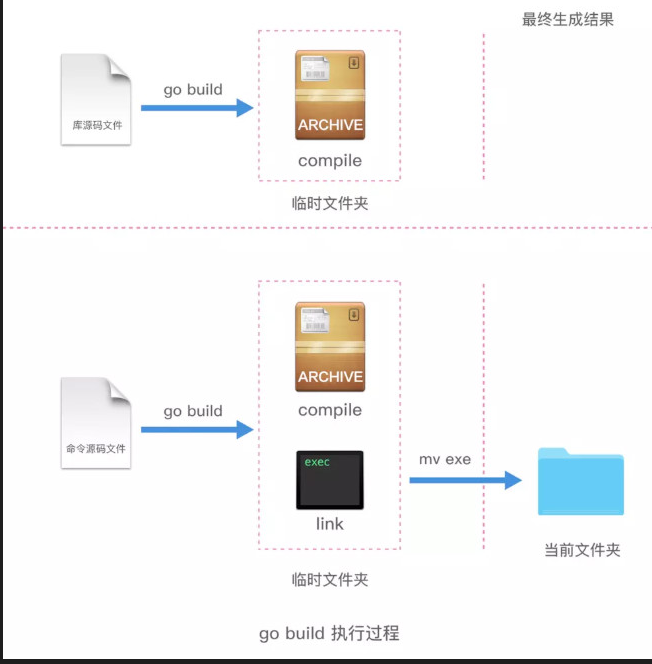 最终生成结果
go build
库源码文件
ARCHIVE
compile
临时文件夹
ARCHIVE
go build
compile
命令源码文件
exec
mv exe
link
当前文件夹
临时文件夹
go build 执行过程